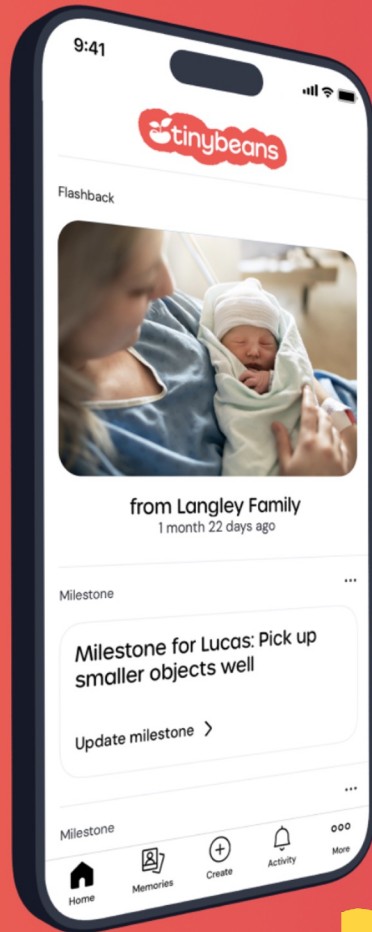 9:41
tinybeans
Flashback
from Langley Family
1 month 22 days ago
Milestone
Milestone for Lucas: Pick up
smaller objects well
Update milestone
Milestone
Home
Memories
Create
Activity
More